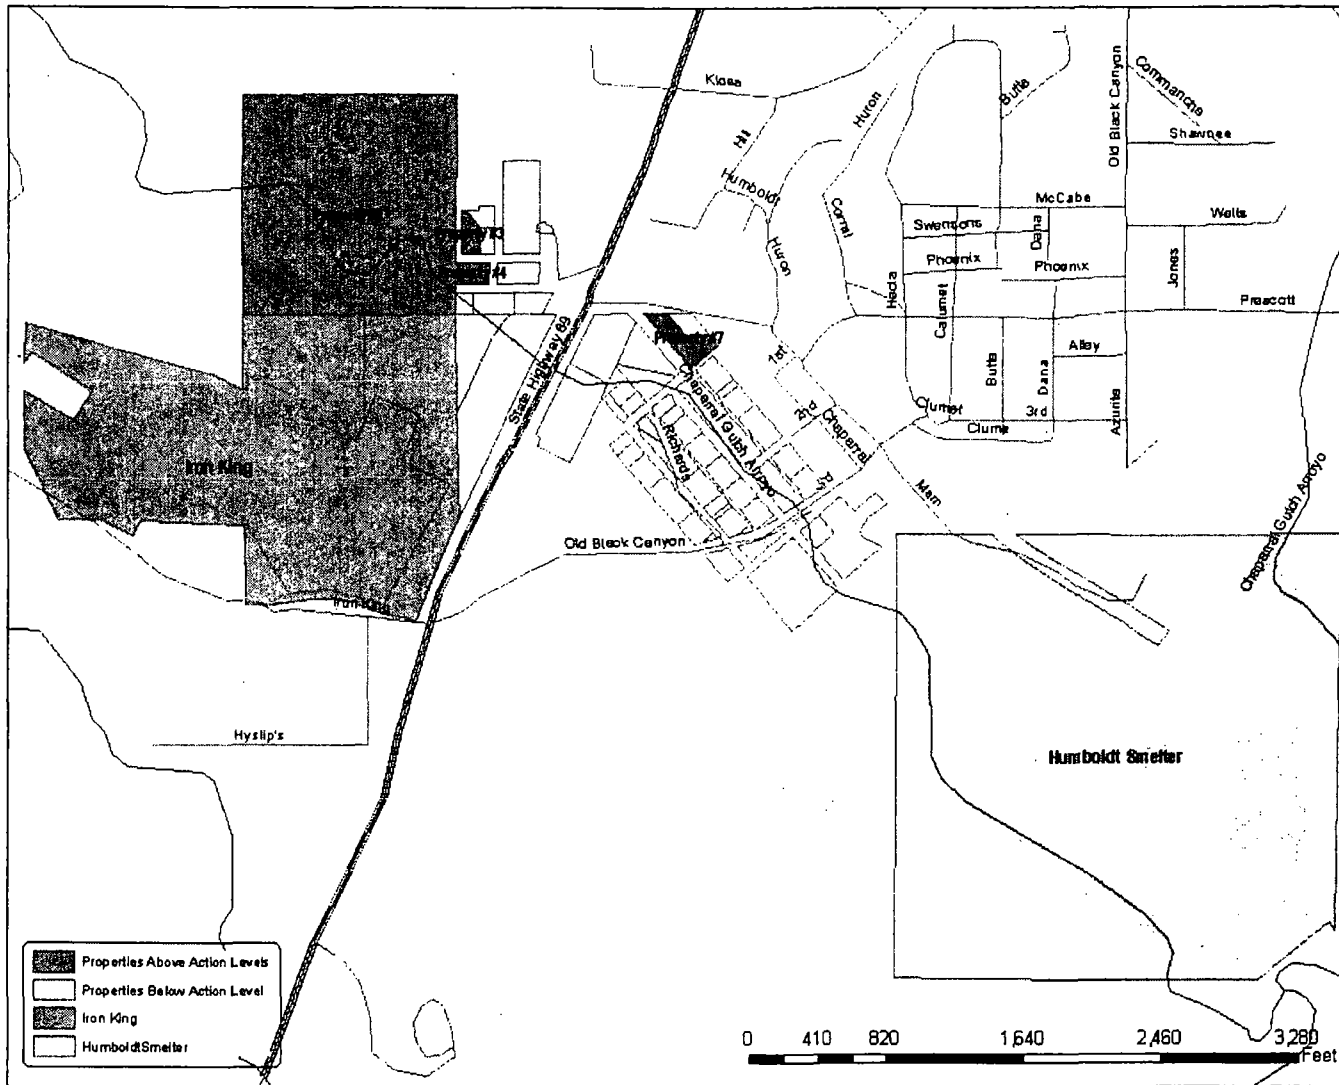 Kiowa
Hill
Huron
Butte
Old Black Canyon
Commanche
Shawnee
Humboldt
Corral
McCabe
Wells
Swensons
Dana
Huron
Phoenix
Phoenix
Hecla
Calumet
Jones
Prescott
State Highway 69
1st
Butte
Dana
Alley
Azurite
2nd
Chaparral
Clumet
3rd
Clume
Chaparral Gulch Arroyo
Richards
3rd
Main
Iron King
Old Black Canyon
Chaparral Gulch Arroyo
Iron King
Hyslip's
Humboldt Smelter
Properties Above Action Levels
Properties Below Action Level
Iron King
HumboldtSmelter
0 410 820 1,640 2,460 3,280
Feet